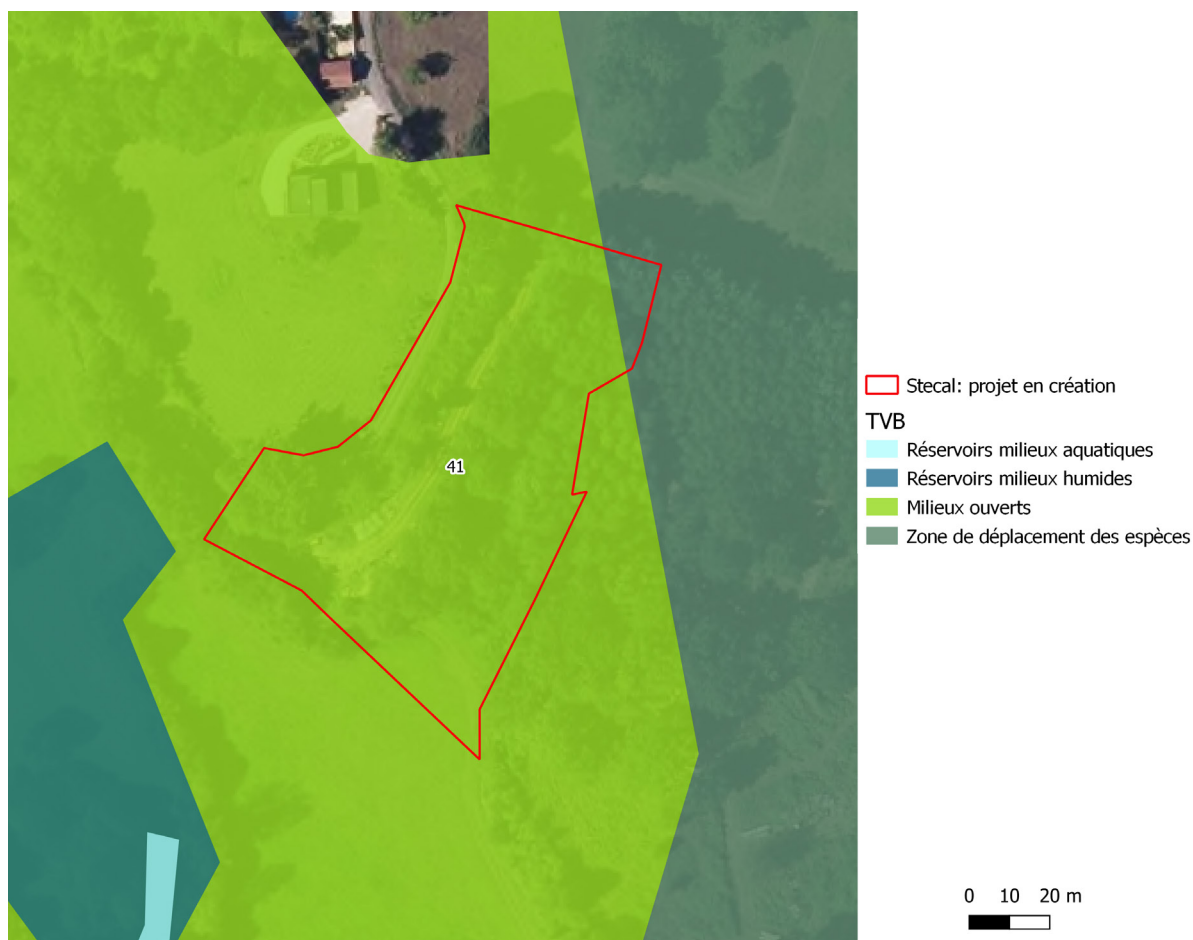 41
Stecal: projet en création
TVB
Réservoirs milieux aquatiques
Réservoirs milieux humides
Milieux ouverts
Zone de déplacement des espèces
0 10 20 m